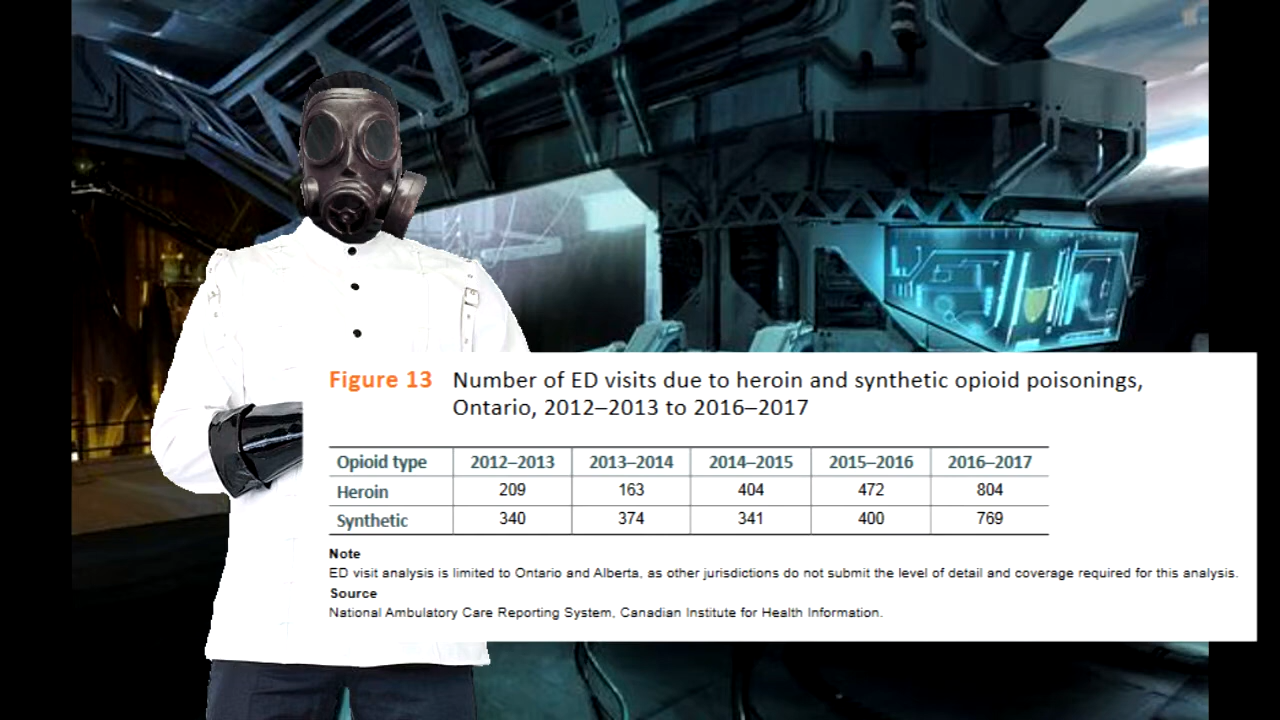 Figure 13 Number of ED visits due to heroin and synthetic opioid poisonings,
Ontario, 2012–2013 to 2016–2017
Opioid type 2012–2013 2013–2014 2014–2015 2015–2016 2016–2017
Heroin 209 163 404 472 804
Synthetic 340 374 341 400 769
Note
ED visit analysis is limited to Ontario and Alberta, as other jurisdictions do not submit the level of detail and coverage required for this analysis.
Source
National Ambulatory Care Reporting System, Canadian Institute for Health Information.